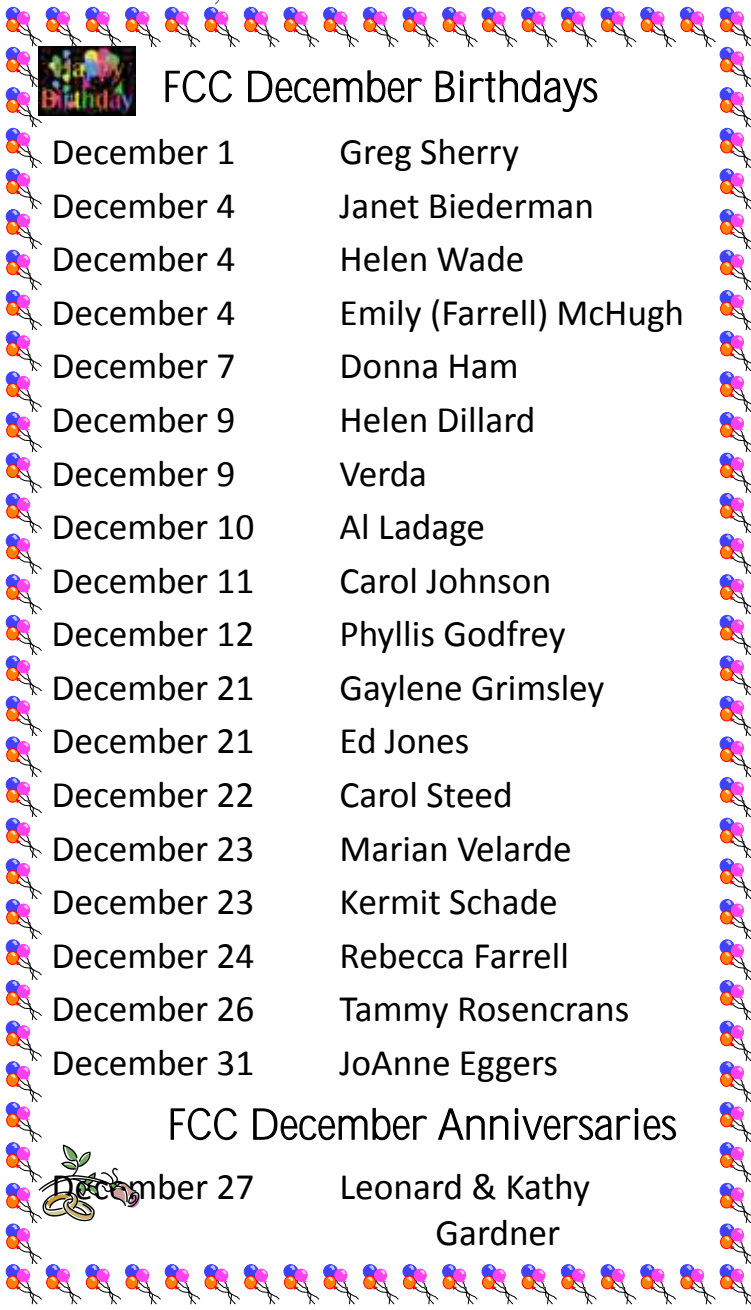 Happy
Birthday
FCC December Birthdays
December 1 Greg Sherry
December 4 Janet Biederman
December 4 Helen Wade
December 4 Emily (Farrell) McHugh
December 7 Donna Ham
December 9 Helen Dillard
December 9 Verda
December 10 Al Ladage
December 11 Carol Johnson
December 12 Phyllis Godfrey
December 21 Gaylene Grimsley
December 21 Ed Jones
December 22 Carol Steed
December 23 Marian Velarde
December 23 Kermit Schade
December 24 Rebecca Farrell
December 26 Tammy Rosencrans
December 31 JoAnne Eggers
FCC December Anniversaries
December 27 Leonard & Kathy
Gardner